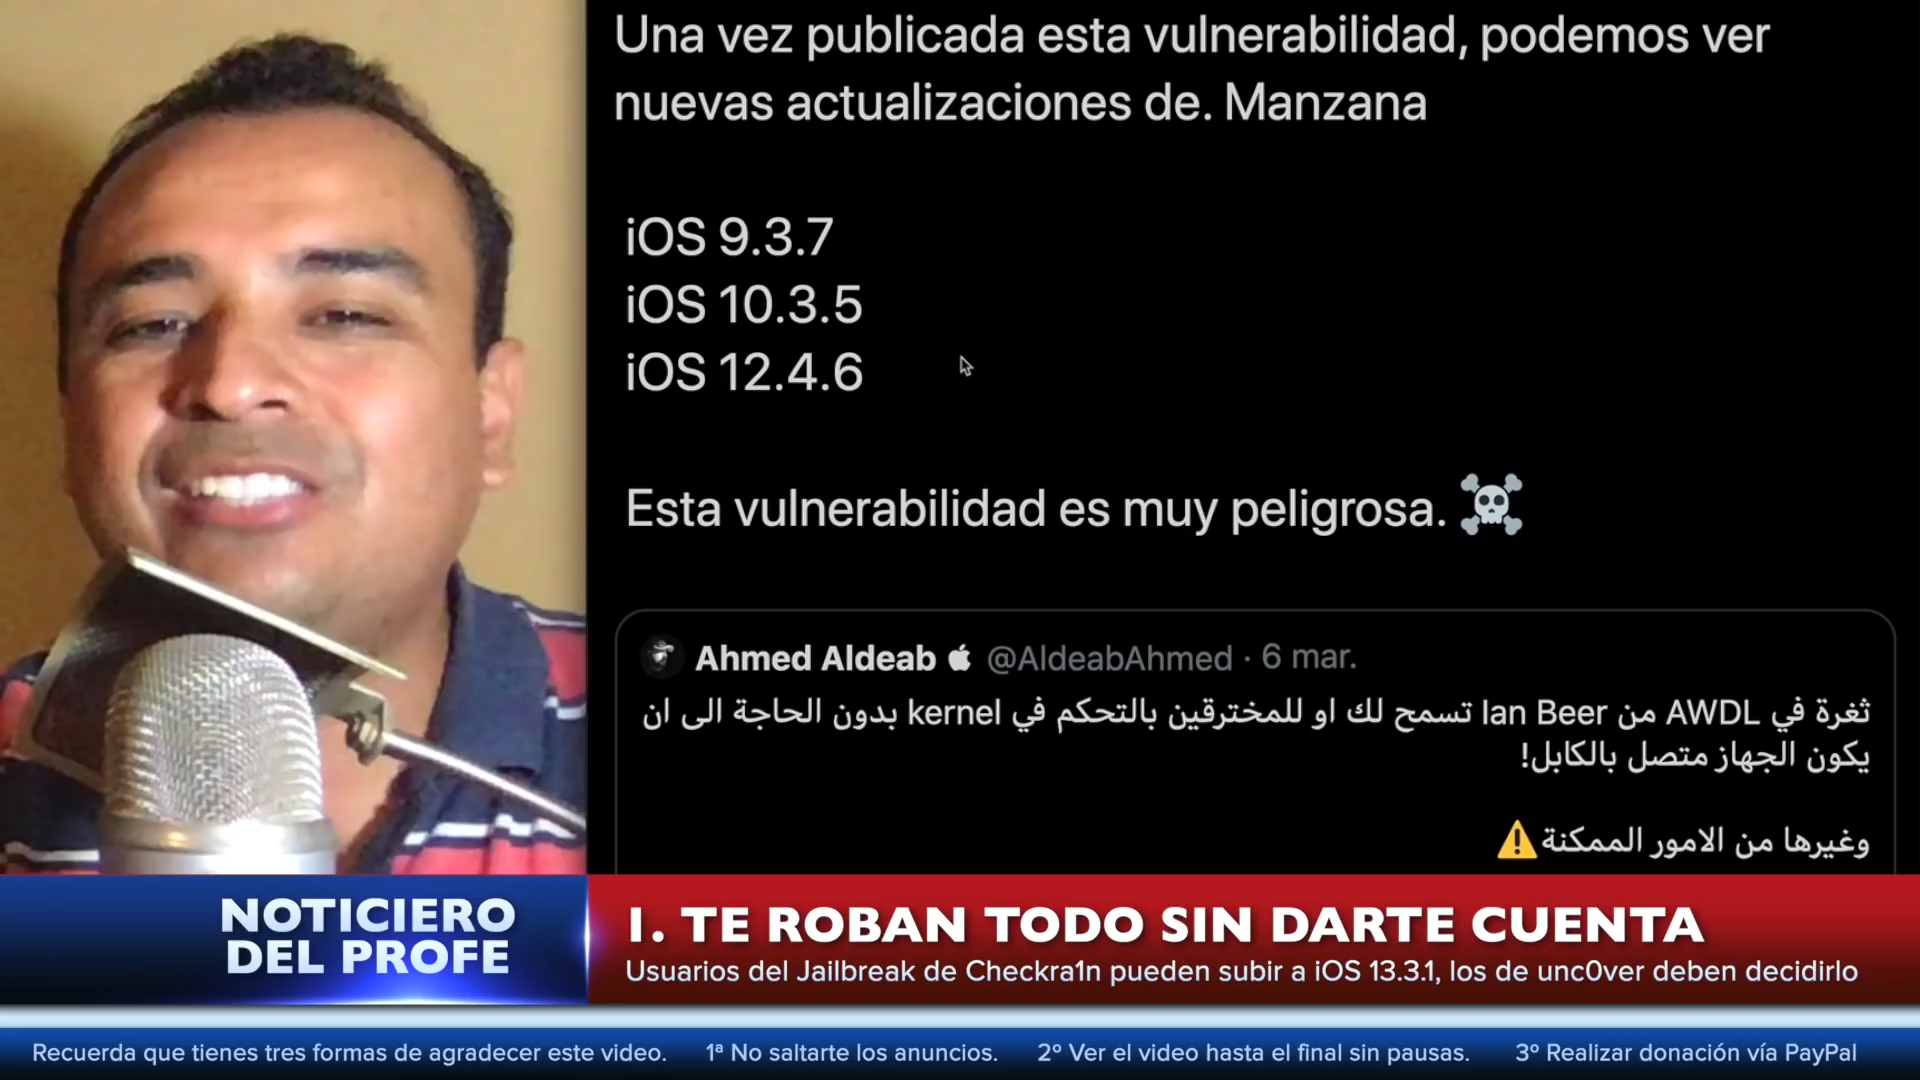 Una vez publicada esta vulnerabilidad, podemos ver
nuevas actualizaciones de. Manzana
iOS 9.3.7
iOS 10.3.5
iOS 12.4.6
Esta vulnerabilidad es muy peligrosa. ☠️
Ahmed Aldeab  @AldeabAhmed · 6 mar.
ثغرة في AWDL من Ian Beer تسمح لك او للمخترقين بالتحكم في kernel بدون الحاجة الى ان
يكون الجهاز متصل بالكابل!
وغيرها من الامور الممكنة⚠️
NOTICIERO
DEL PROFE
1. TE ROBAN TODO SIN DARTE CUENTA
Usuarios del Jailbreak de Checkra1n pueden subir a iOS 13.3.1, los de unc0ver deben decidirlo
Recuerda que tienes tres formas de agradecer este video. 1ª No saltarte los anuncios. 2º Ver el video hasta el final sin pausas. 3º Realizar donación vía PayPal